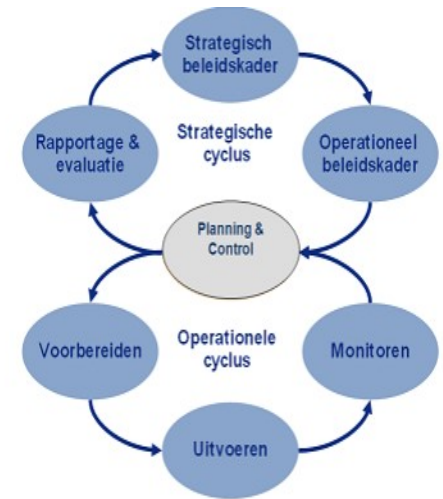 Strategisch
beleidskader
Rapportage &
evaluatie
Strategische
cyclus
Operationeel
beleidskader
Planning &
Control
Voorbereiden
Operationele
cyclus
Monitoren
Uitvoeren